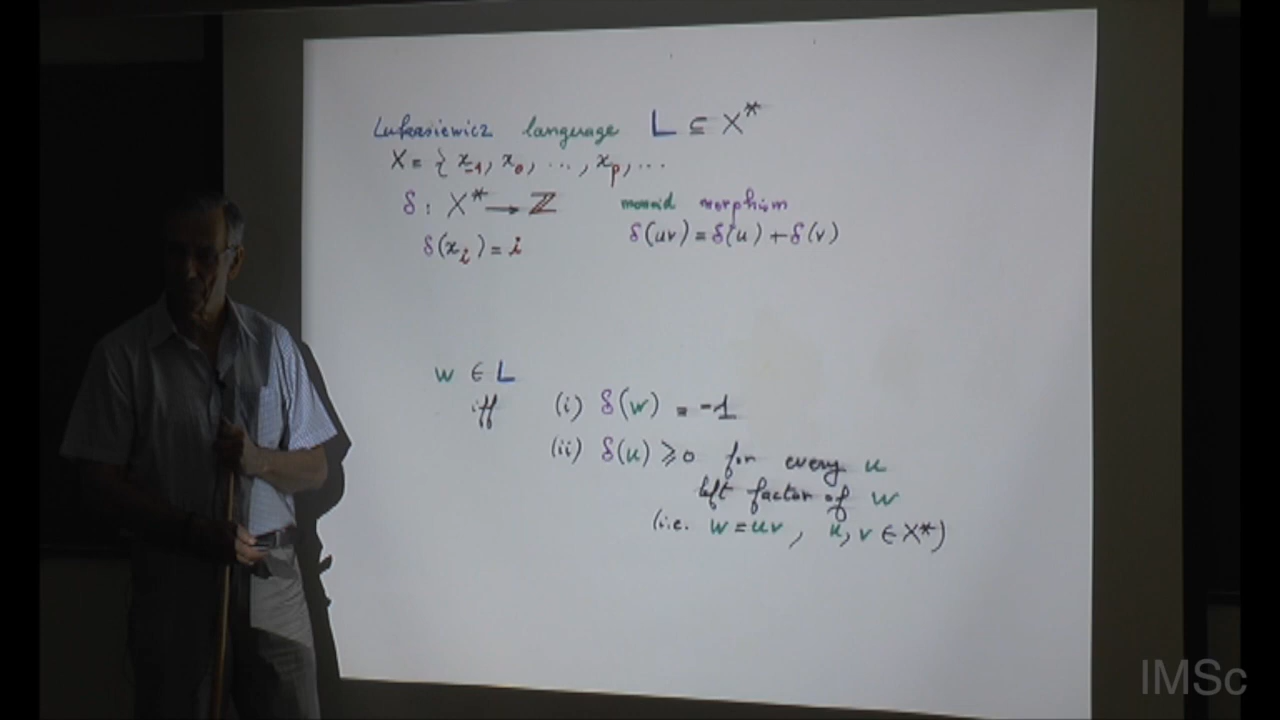 Lukasiewicz language L ⊆ X*
X = { x₋₁, x₀, ..., xₚ, ...
δ : X* → ℤ monoid morphism
δ(xᵢ) = i δ(uv) = δ(u) + δ(v)
w ∈ L
iff (i) δ(w) = -1
(ii) δ(u) ⩾ 0 for every u
left factor of w
(i.e. w = uv, u, v ∈ X*)
IMSc